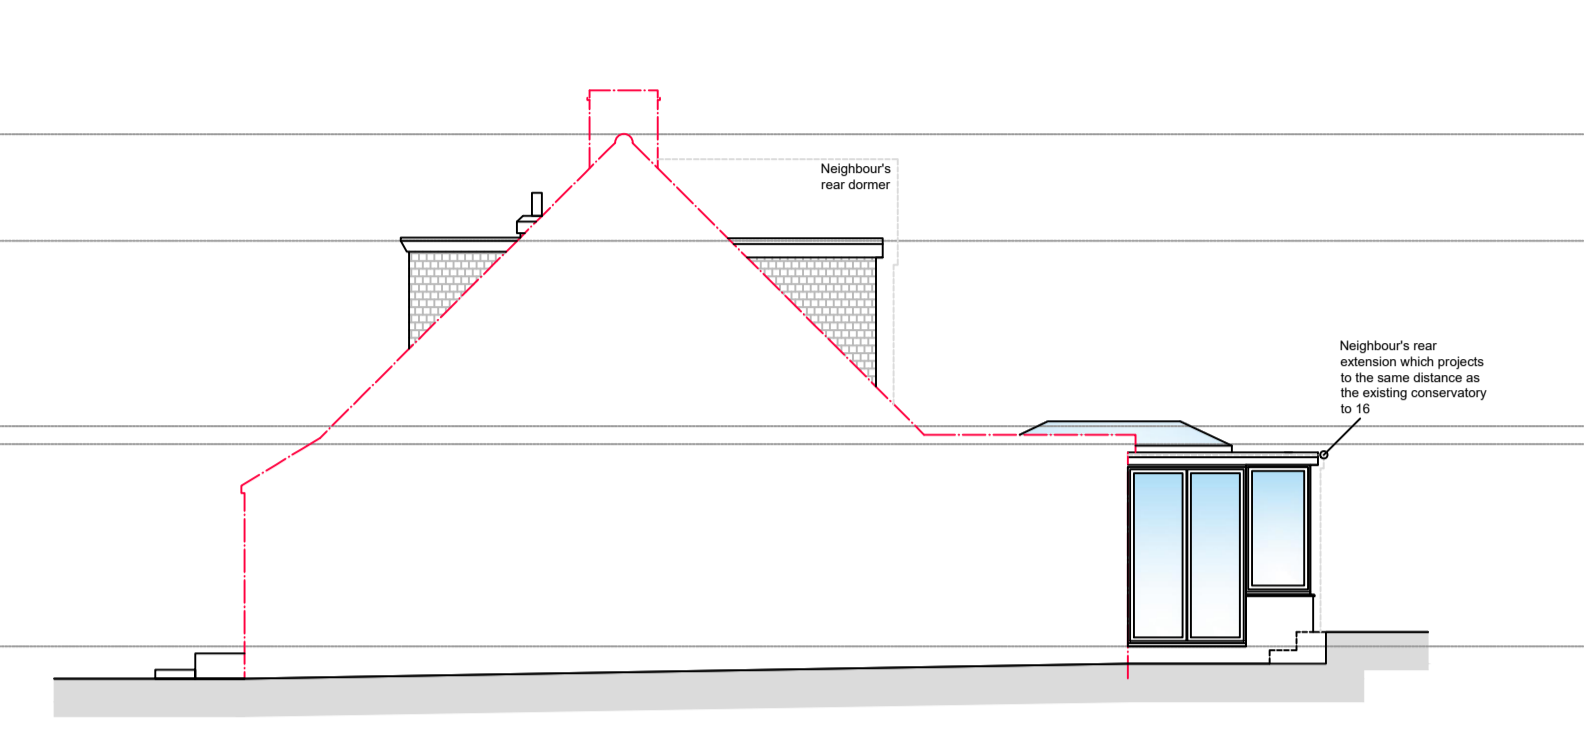 Neighbour's
rear dormer
Neighbour's rear
extension which projects
to the same distance as
the existing conservatory
to 16